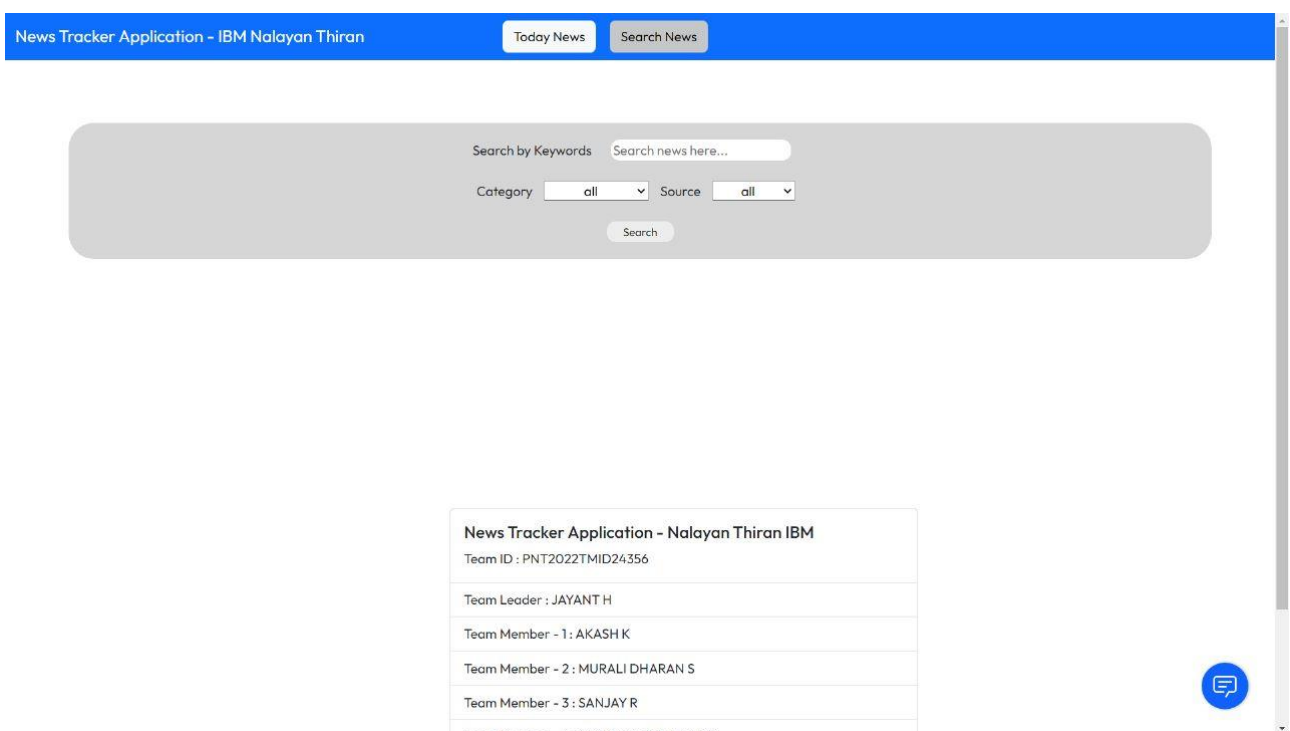 News Tracker Application - IBM Nalayan Thiran Today News Search News
Search by Keywords Search news here...
Category all Source all
Search
News Tracker Application - Nalayan Thiran IBM
Team ID : PNT2022TMID24356
Team Leader : JAYANT H
Team Member - 1 : AKASH K
Team Member - 2 : MURALI DHARAN S
Team Member - 3 : SANJAY R